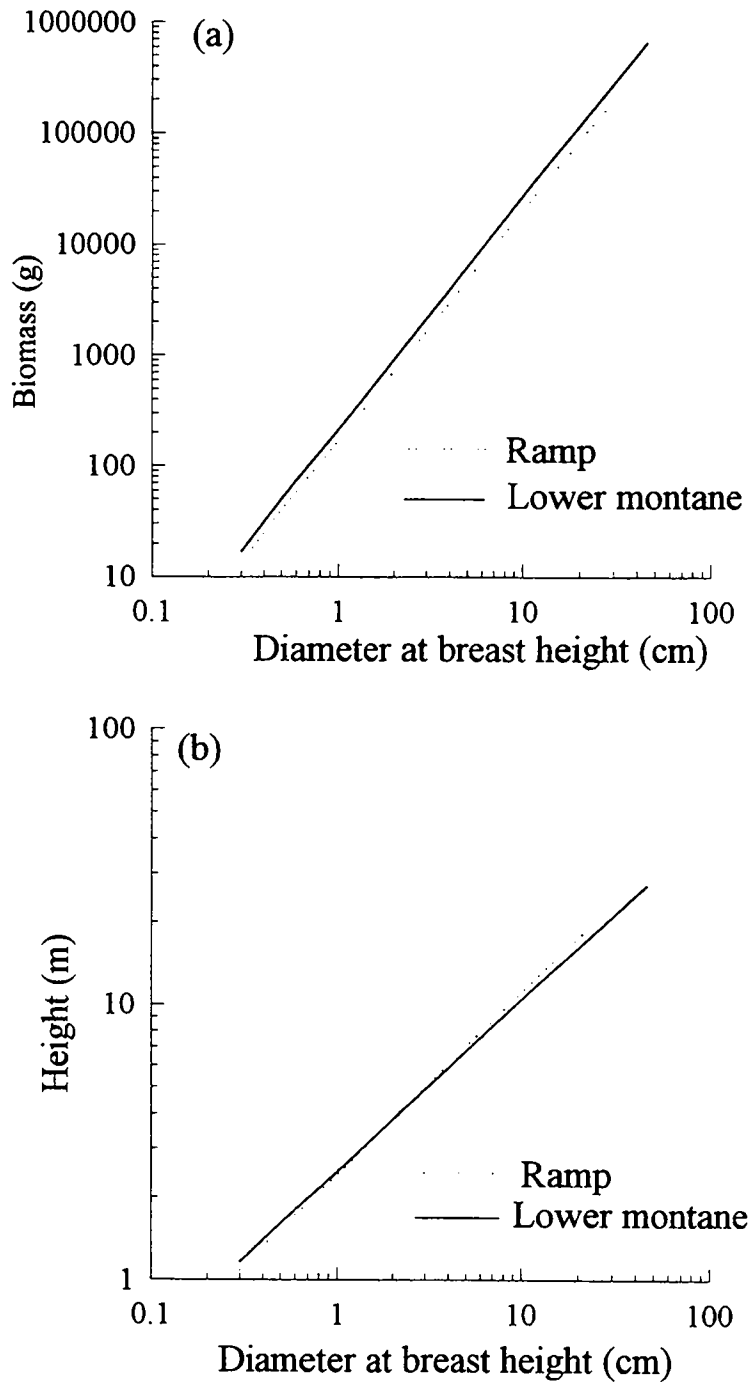 (a)
1000000
100000
10000
1000
100
10
Biomass (g)
Ramp
Lower montane
0.1 1 10 100
Diameter at breast height (cm)
(b)
100
10
1
Height (m)
Ramp
Lower montane
0.1 1 10 100
Diameter at breast height (cm)